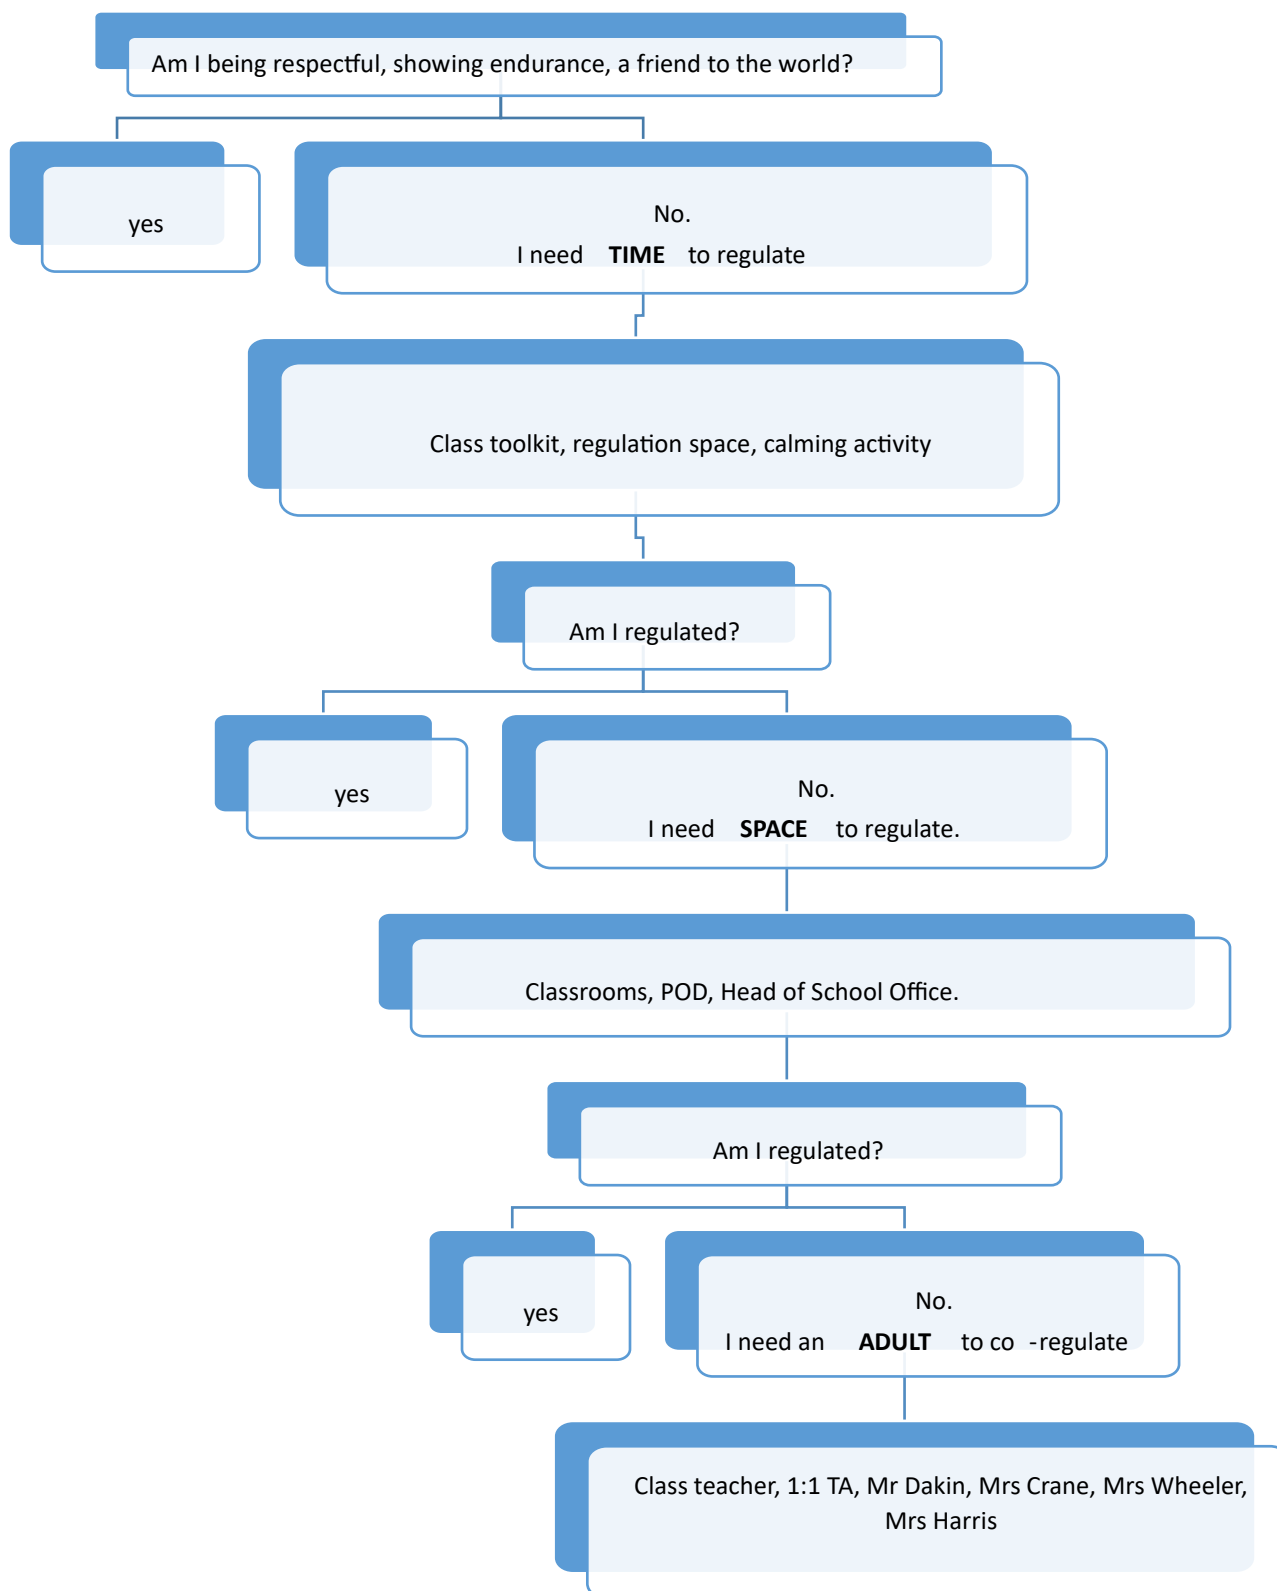 Am I being respectful, showing endurance, a friend to the world?
yes
No.
I need TIME to regulate
Class toolkit, regulation space, calming activity
Am I regulated?
yes
No.
I need SPACE to regulate.
Classrooms, POD, Head of School Office.
Am I regulated?
yes
No.
I need an ADULT to co -regulate
Class teacher, 1:1 TA, Mr Dakin, Mrs Crane, Mrs Wheeler,
Mrs Harris